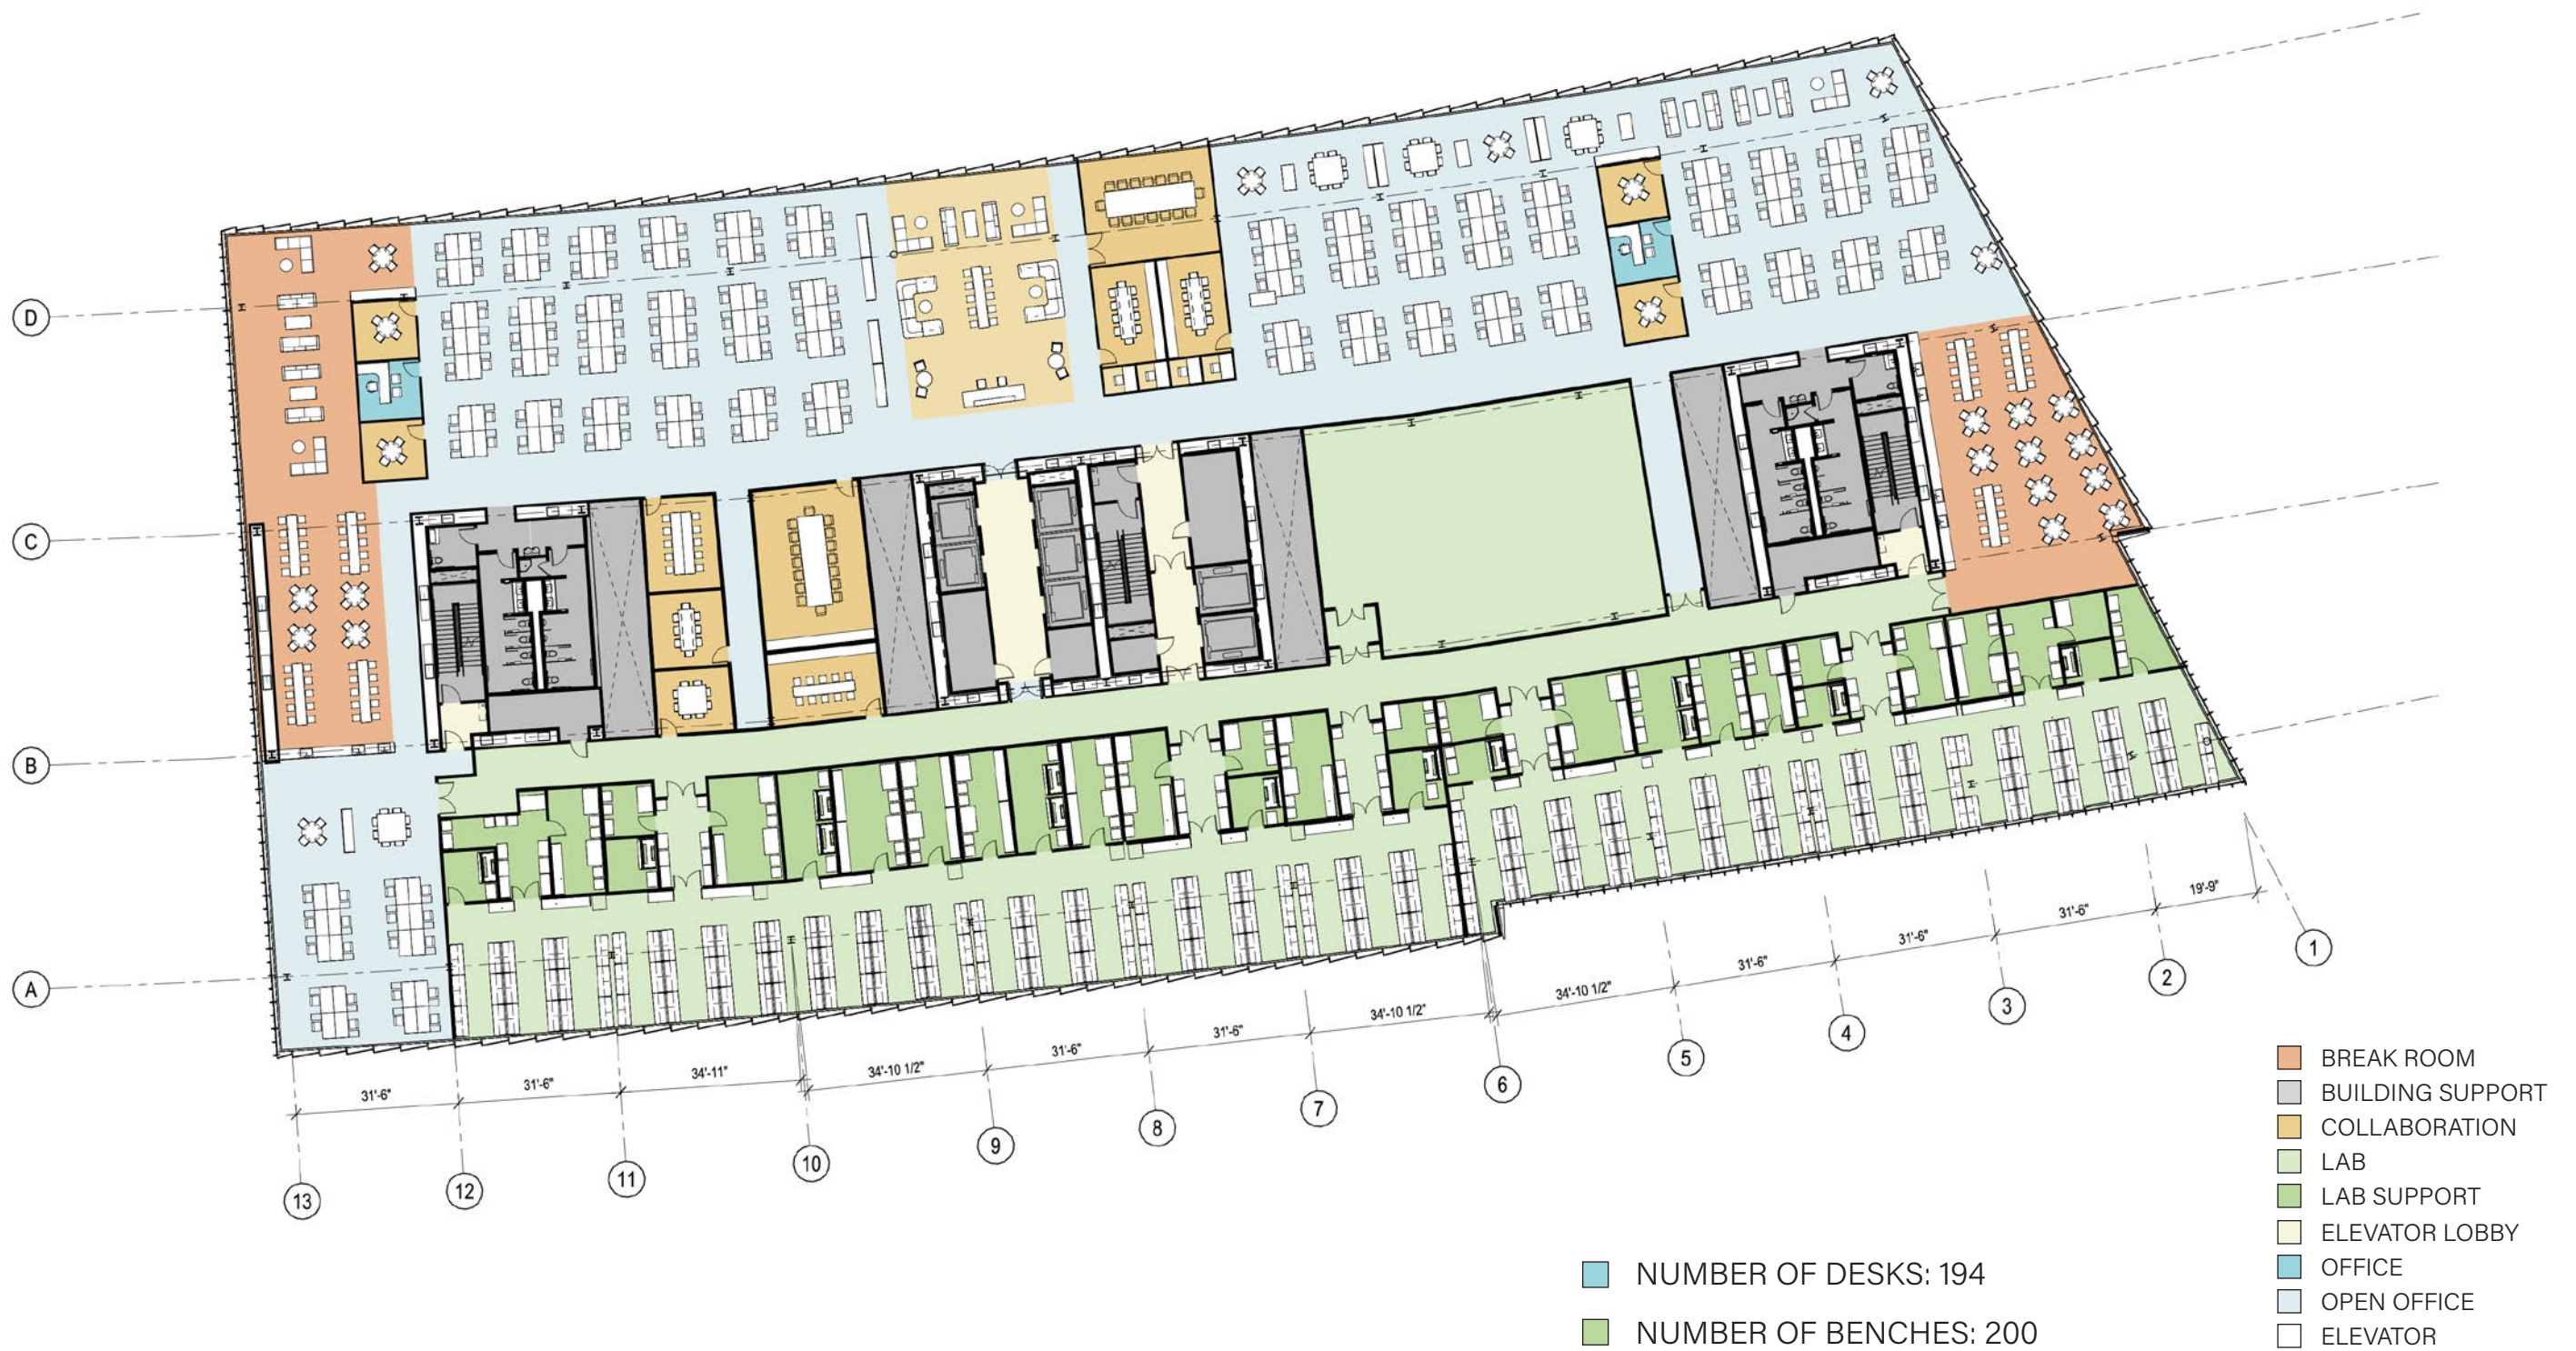 D
C
B
A
31'-6"
31'-6"
34'-11"
34'-10 1/2"
31'-6"
31'-6"
34'-10 1/2"
34'-10 1/2"
31'-6"
31'-6"
31'-6"
19'-9"
13
12
11
10
9
8
7
6
5
4
3
2
1
BREAK ROOM
BUILDING SUPPORT
COLLABORATION
LAB
LAB SUPPORT
ELEVATOR LOBBY
OFFICE
OPEN OFFICE
ELEVATOR
NUMBER OF DESKS: 194
NUMBER OF BENCHES: 200